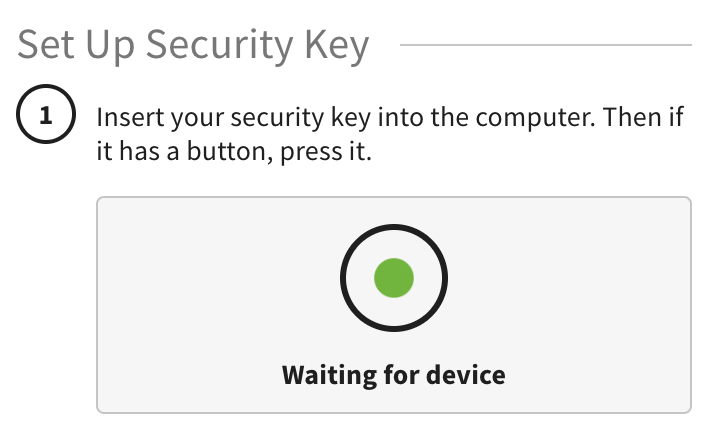 Set Up Security Key
1
Insert your security key into the computer. Then if
it has a button, press it.
Waiting for device